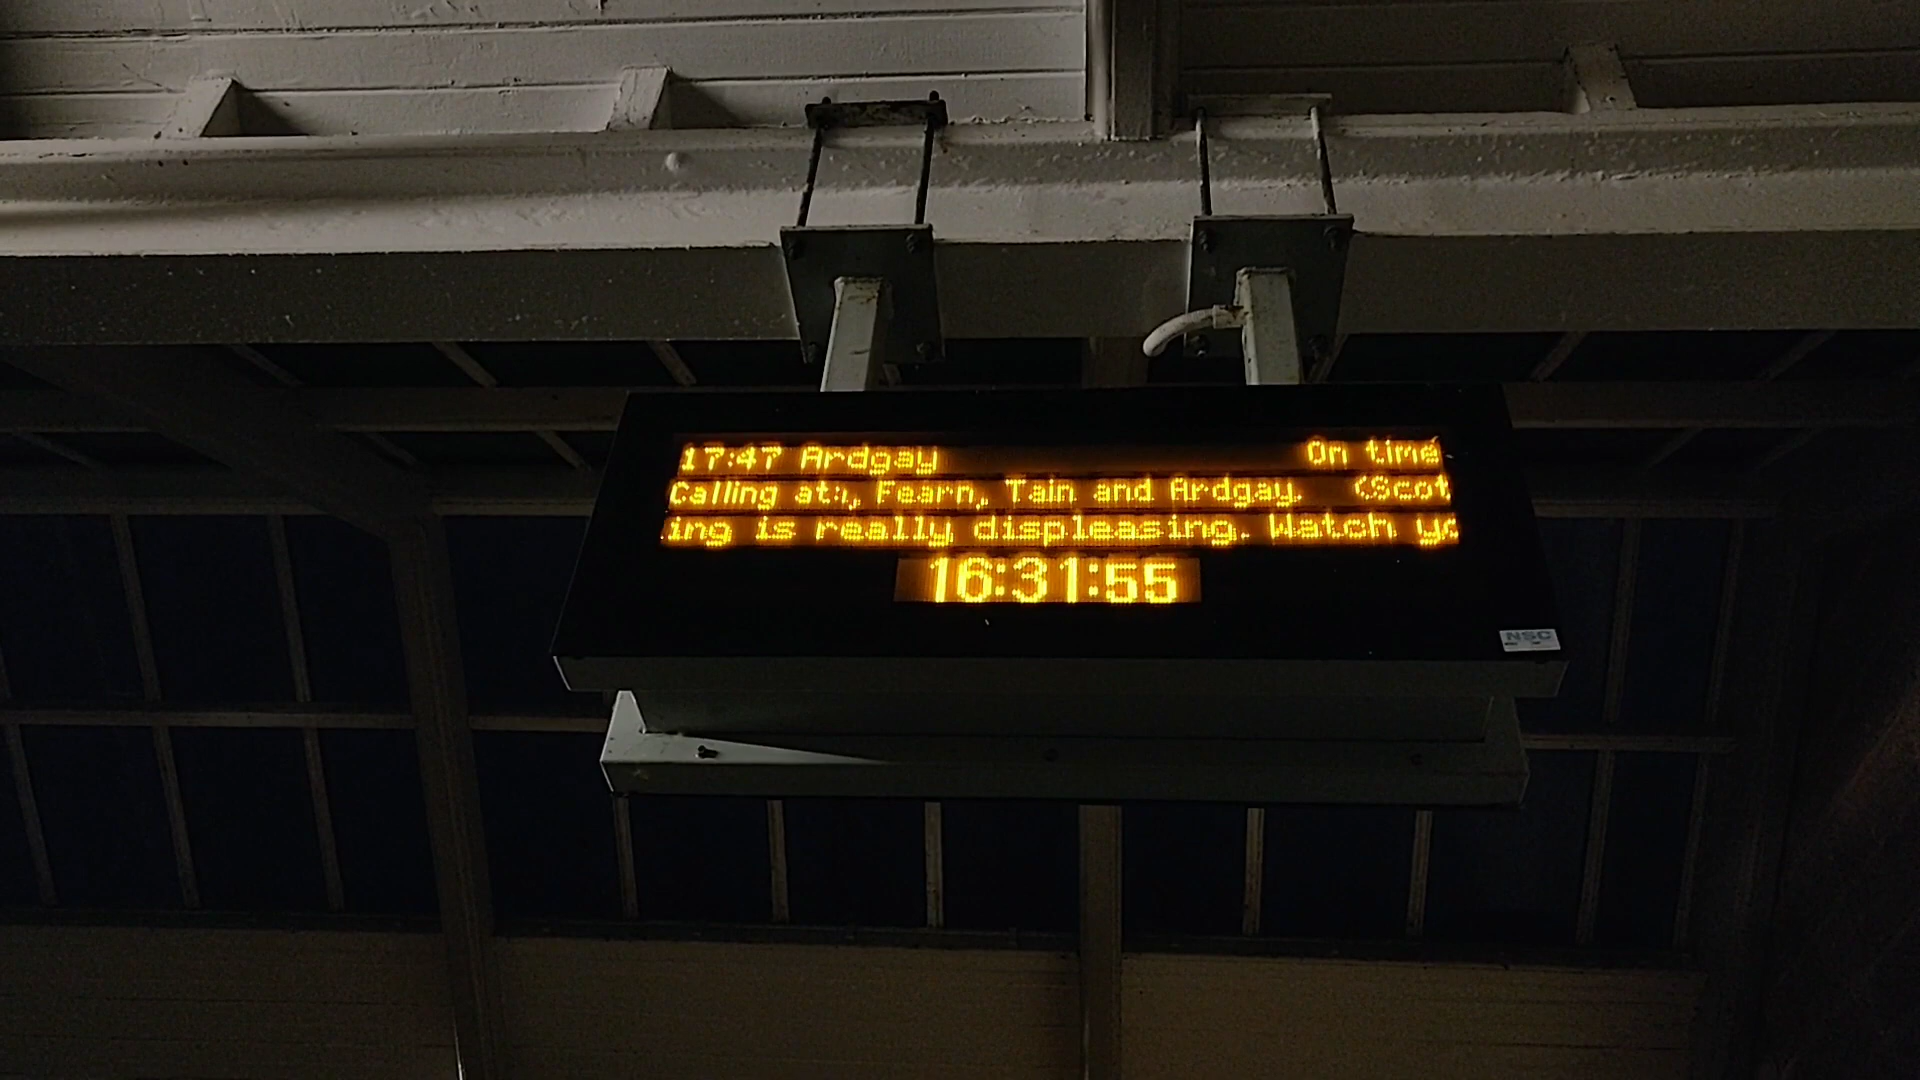 17:47 Ardgay On time
Calling at:, Fearn, Tain and Ardgay. (Scot
ing is really displeasing. Watch yo
16:31:55
NSC